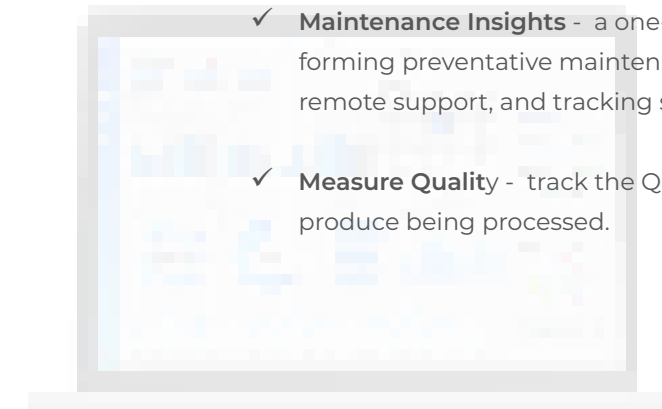 ✓ Maintenance Insights - a one-
forming preventative mainten
remote support, and tracking s
✓ Measure Quality - track the Q
produce being processed.